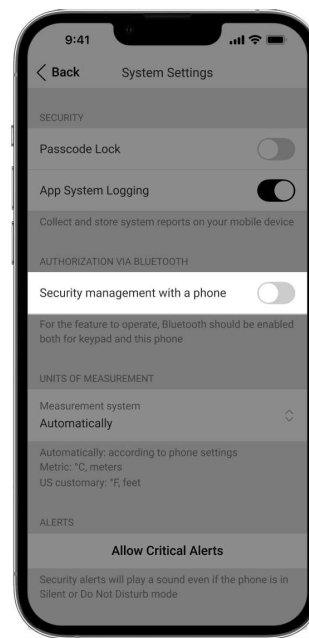 9:41
Back
System Settings
SECURITY
Passcode Lock
App System Logging
Collect and store system reports on your mobile device
AUTHORIZATION VIA BLUETOOTH
Security management with a phone
For the feature to operate, Bluetooth should be enabled
both for keypad and this phone
UNITS OF MEASUREMENT
Measurement system
Automatically
Automatically: according to phone settings
Metric: °C, meters
US customary: °F, feet
ALERTS
Allow Critical Alerts
Security alerts will play a sound even if the phone is in
Silent or Do Not Disturb mode